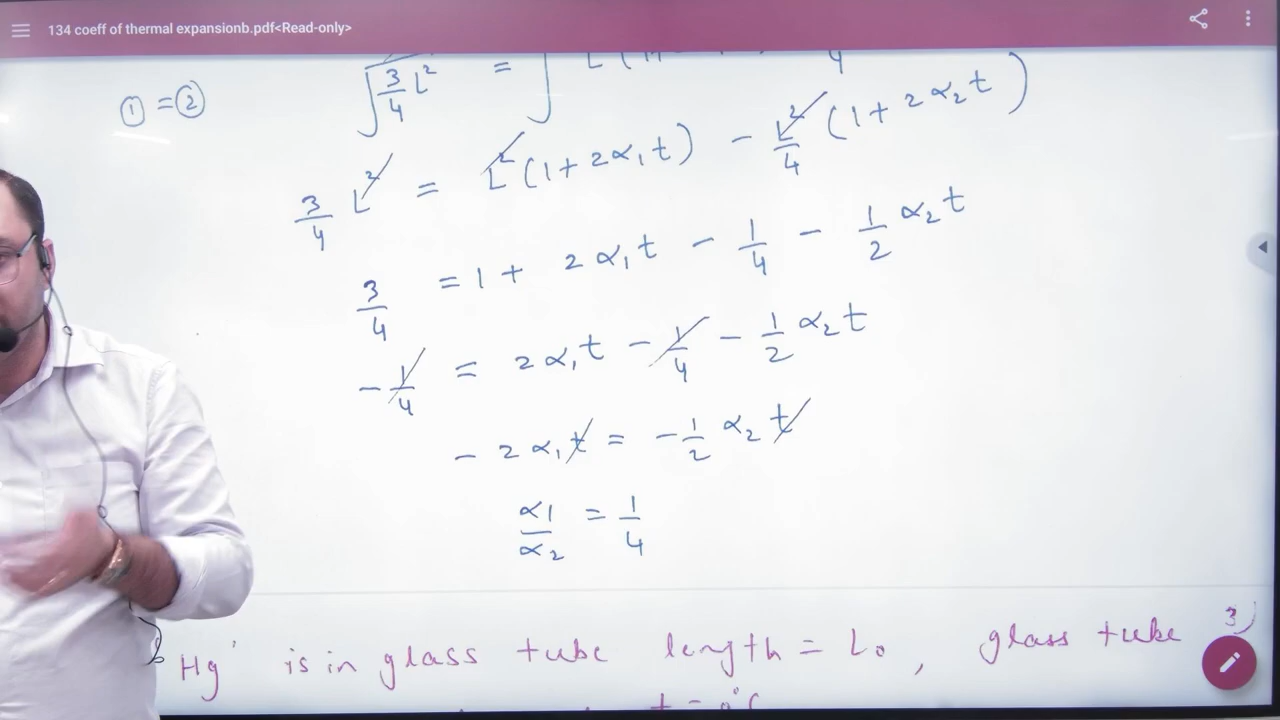 134 coeff of thermal expansionb.pdf<Read-only>
① = ② √(3/4 L²) = √ L
3/4 L² = L² (1 + 2α₁t) - L²/4 (1 + 2α₂t)
3/4 = 1 + 2α₁t - 1/4 - 1/2 α₂t
-1/4 = 2α₁t - 1/4 - 1/2 α₂t
- 2α₁t = -1/2 α₂t
α1/α₂ = 1/4
Hg is in glass tube length = L₀, glass tube 3)